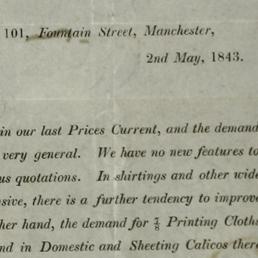 101, Fountain Street, Manchester,
2nd May, 1843.
in our last Prices Current, and the demand
very general. We have no new features to
us quotations. In shirtings and other wide
sive, there is a further tendency to improve
her hand, the demand for ⅞ Printing Cloths
nd in Domestic and Sheeting Calicos there